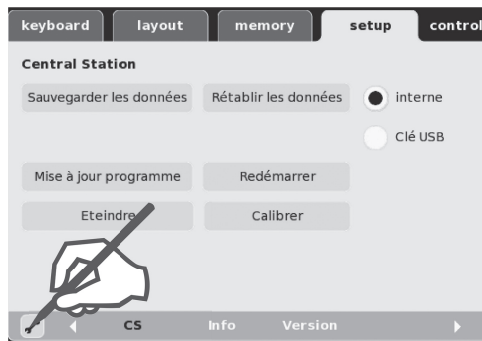 keyboard layout memory setup control
Central Station
Sauvegarder les données Rétablir les données interne
Clé USB
Mise à jour programme Redémarrer
Eteindre Calibrer
CS Info Version